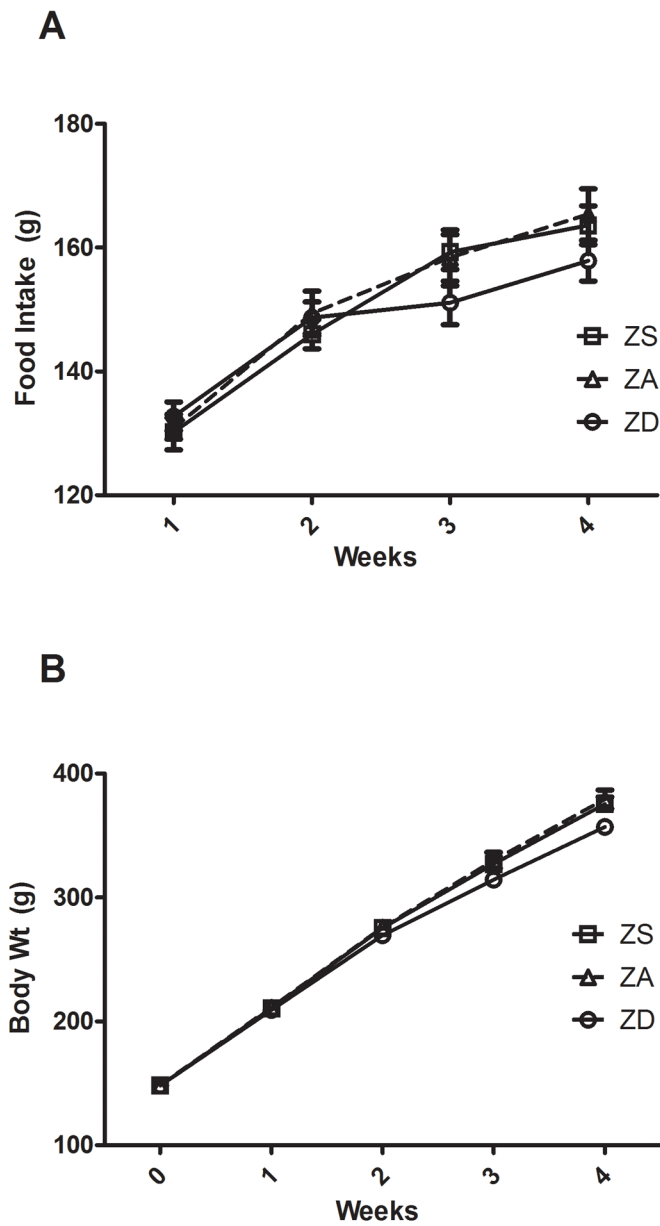 A
180
160
140
120
Food Intake (g)
ZS
ZA
ZD
1 2 3 4
Weeks
B
400
300
200
100
Body Wt (g)
ZS
ZA
ZD
0 1 2 3 4
Weeks